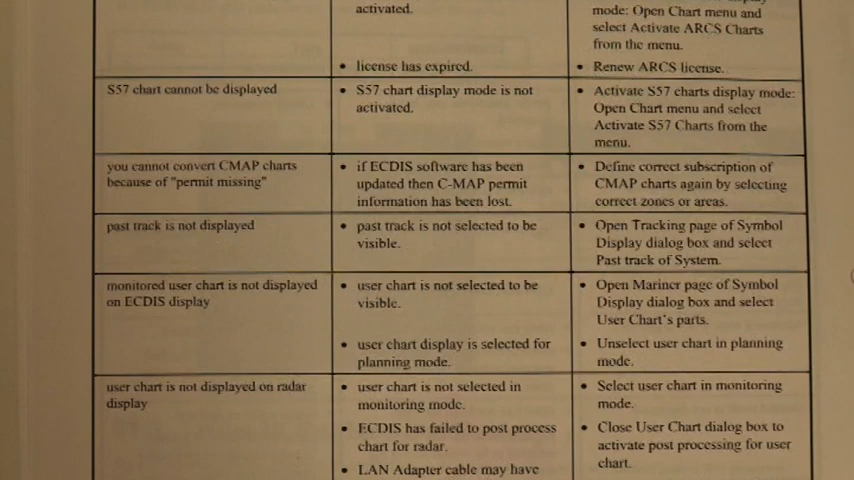 activated.
display
mode: Open Chart menu and
select Activate ARCS Charts
from the menu.
• license has expired.
• Renew ARCS license.
S57 chart cannot be displayed
• S57 chart display mode is not
activated.
• Activate S57 charts display mode:
Open Chart menu and select
Activate S57 Charts from the
menu.
you cannot convert CMAP charts
because of "permit missing"
• if ECDIS software has been
updated then C-MAP permit
information has been lost.
• Define correct subscription of
CMAP charts again by selecting
correct zones or areas.
past track is not displayed
• past track is not selected to be
visible.
• Open Tracking page of Symbol
Display dialog box and select
Past track of System.
monitored user chart is not displayed
on ECDIS display
• user chart is not selected to be
visible.
• Open Mariner page of Symbol
Display dialog box and select
User Chart's parts.
• user chart display is selected for
planning mode.
• Unselect user chart in planning
mode.
user chart is not displayed on radar
display
• user chart is not selected in
monitoring mode.
• Select user chart in monitoring
mode.
• ECDIS has failed to post process
chart for radar.
• Close User Chart dialog box to
activate post processing for user
chart.
• LAN Adapter cable may have